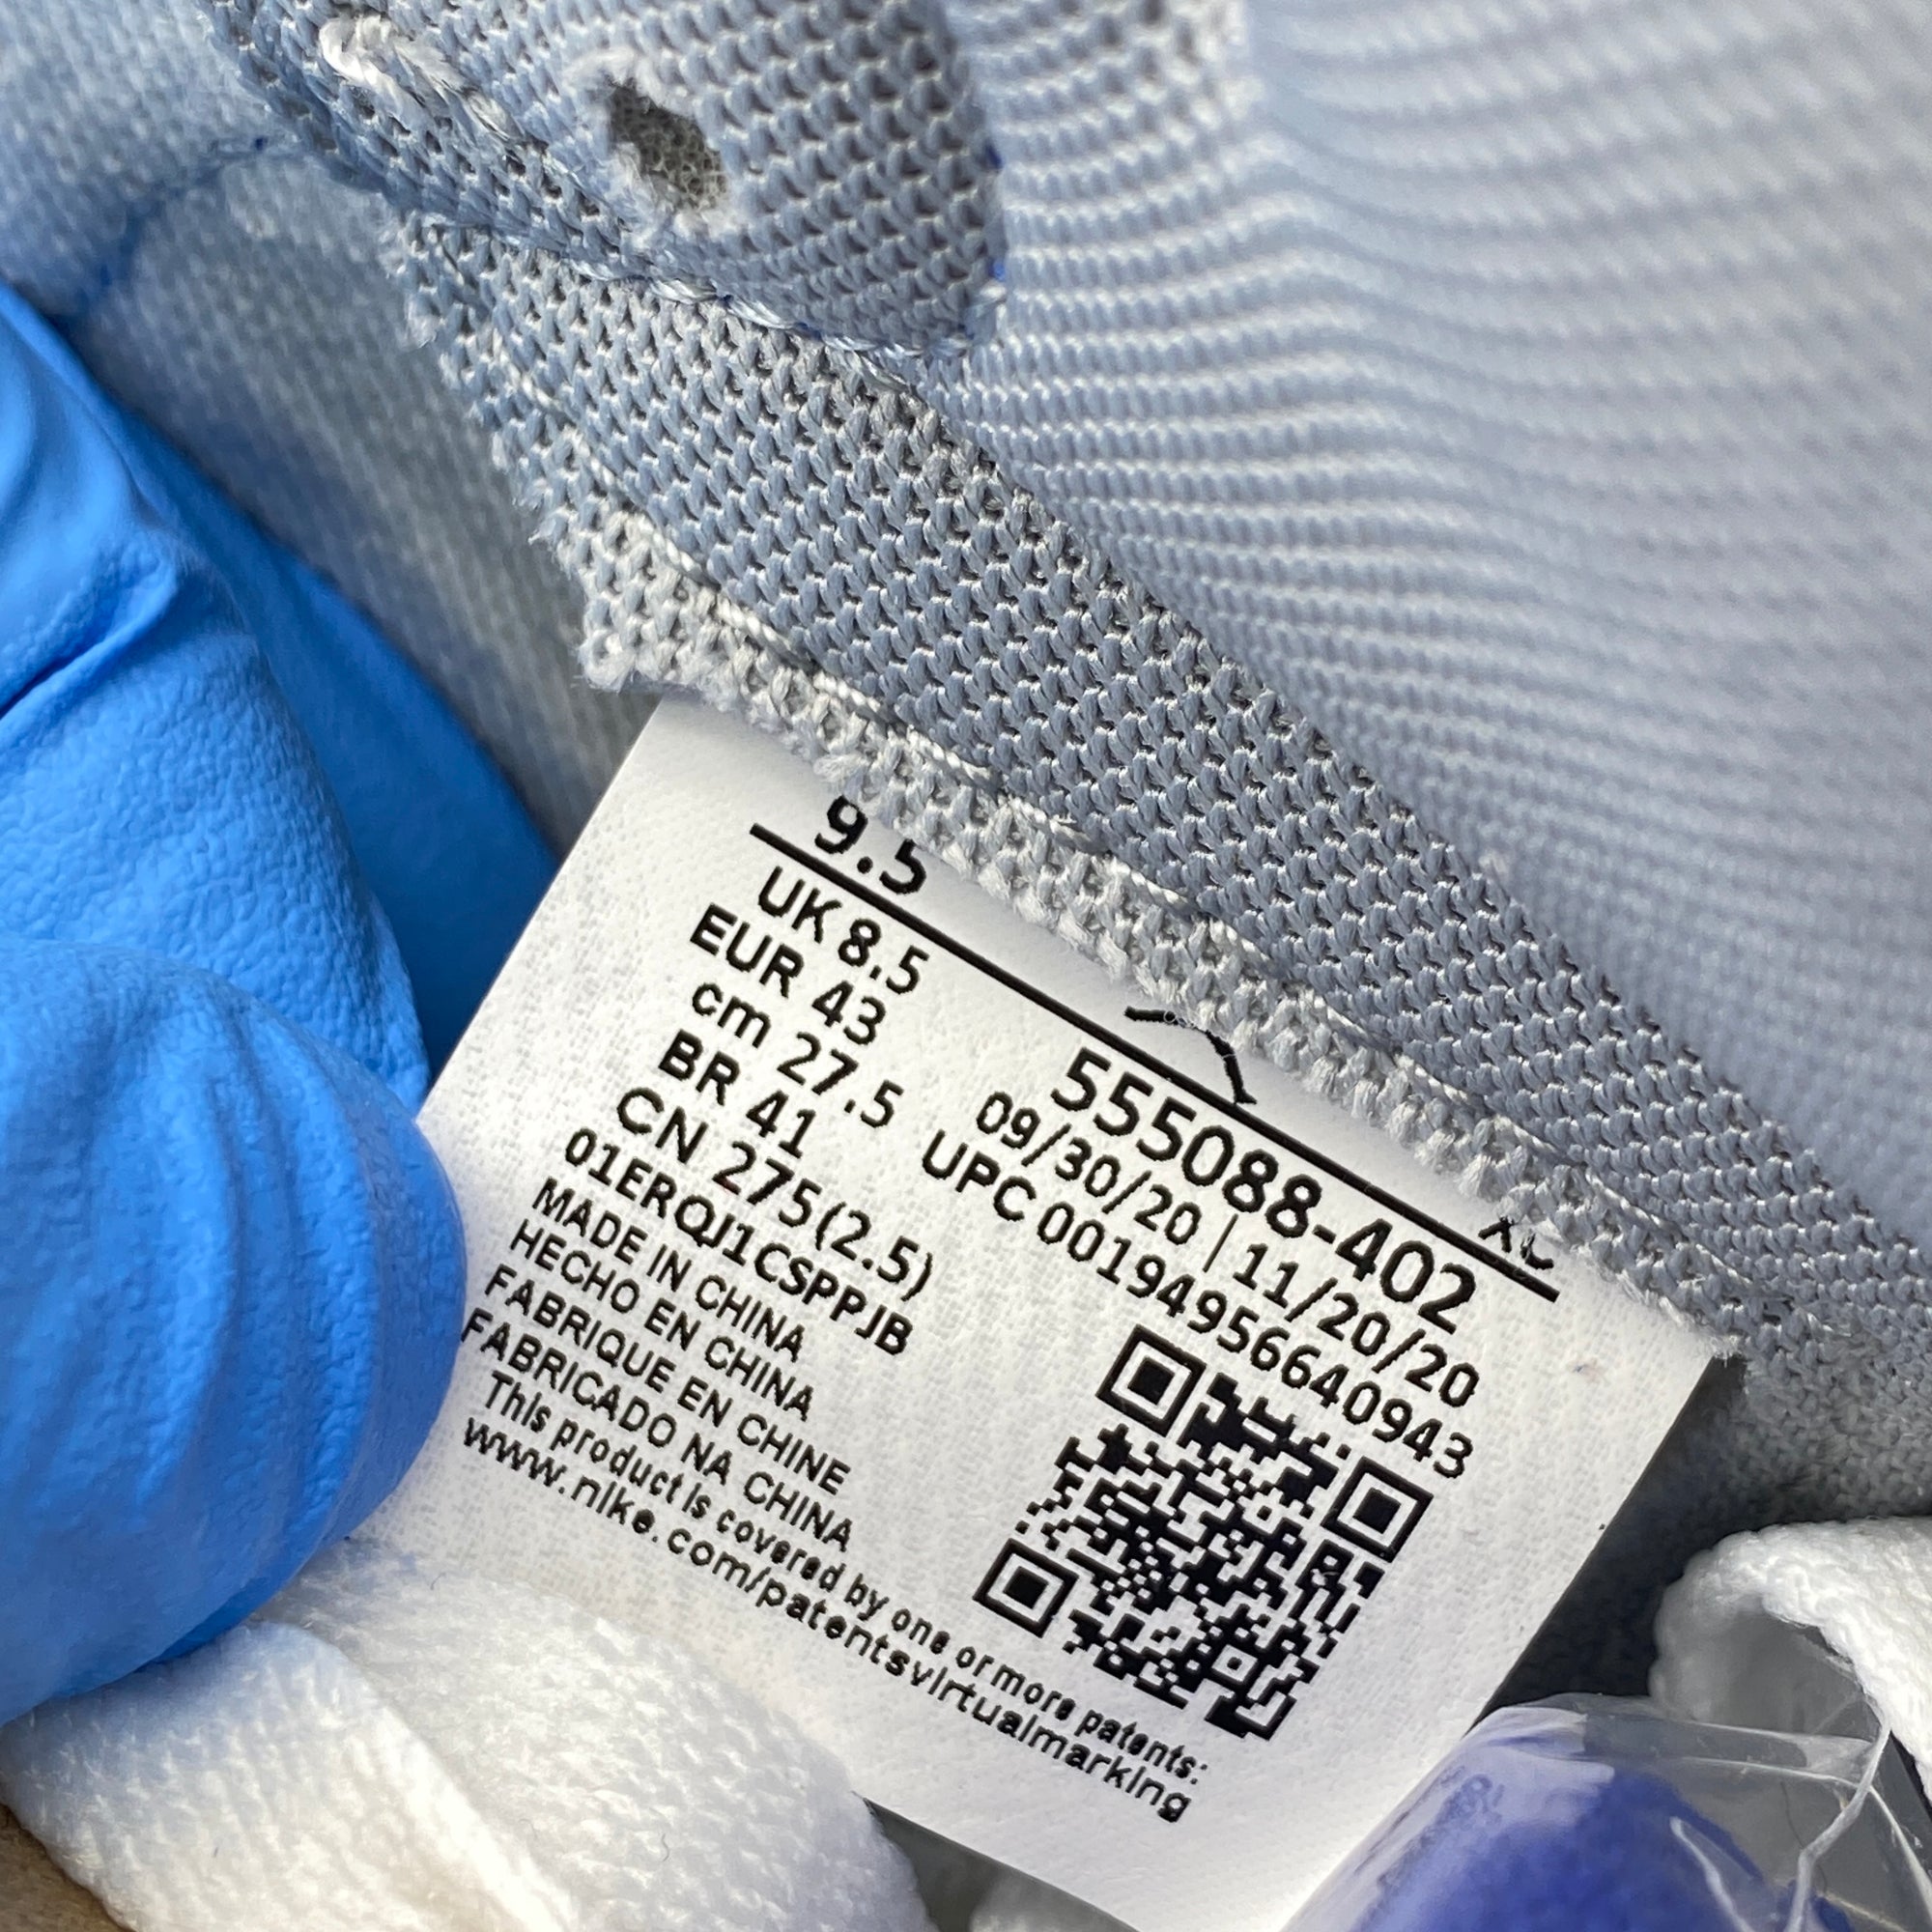 9.5
UK 8.5
EUR 43
cm 27.5
BR 41
CN 275(2.5)
01ERQJ1CSPPJB
MADE IN CHINA
HECHO EN CHINA
FABRIQUE EN CHINE
FABRICADO NA CHINA
This product is covered by one or more patents:
www.nike.com/patentsvirtualmarking
555088-402
09/30/20 | 11/20/20
UPC 00194956640943